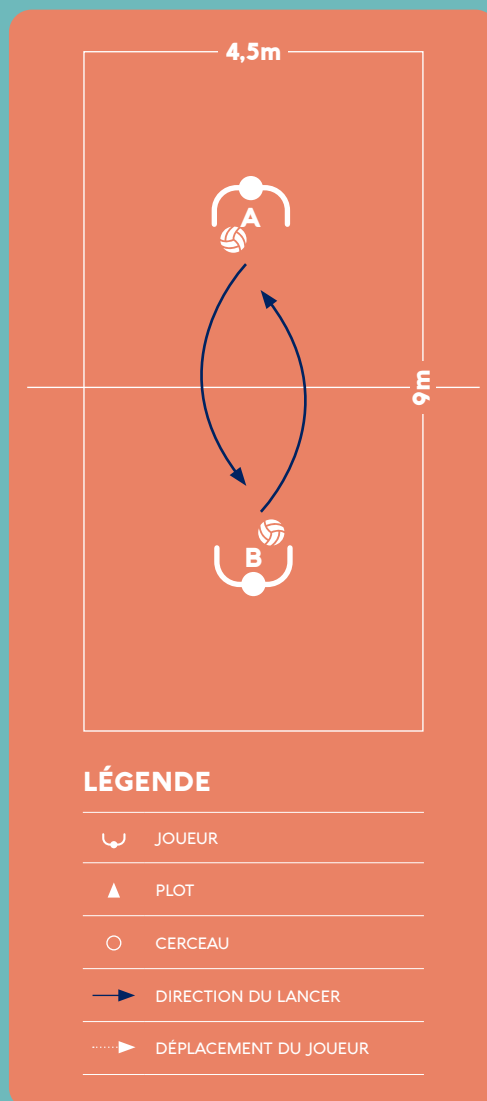 4,5m
A
9m
B
LÉGENDE
JOUEUR
PLOT
CERCEAU
DIRECTION DU LANCER
DÉPLACEMENT DU JOUEUR